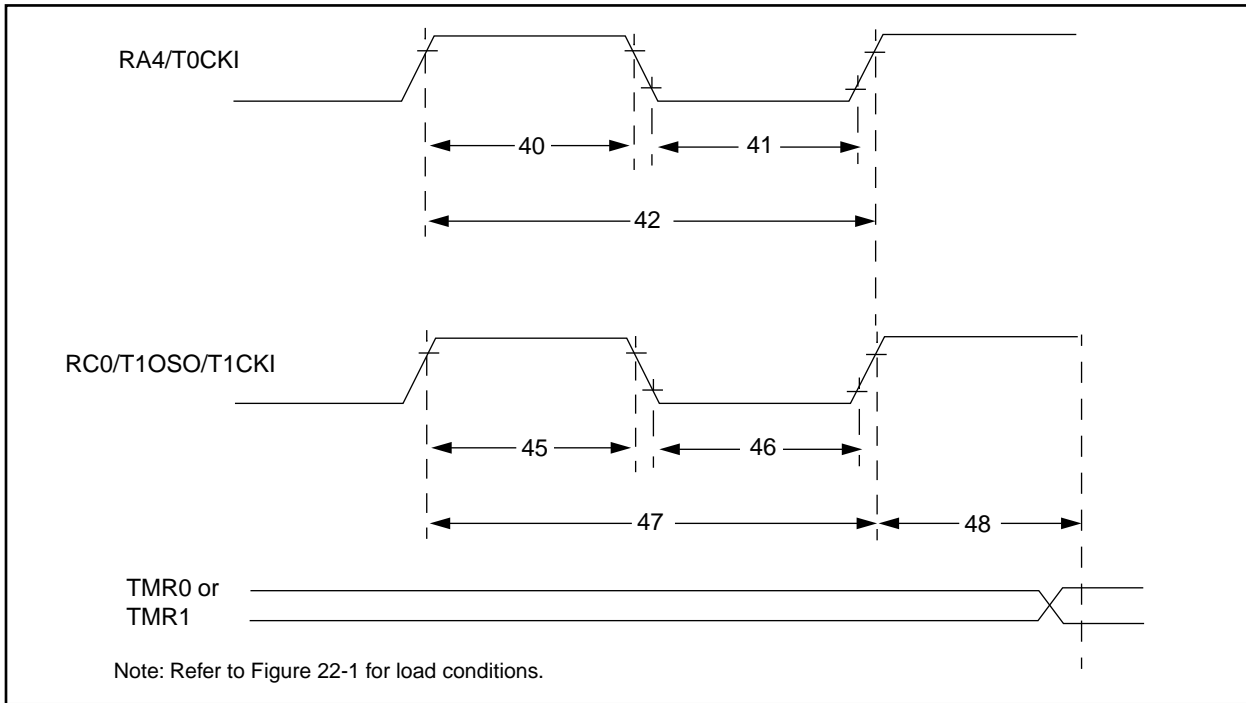 RA4/T0CKI
40
41
42
RC0/T1OSO/T1CKI
45
46
47
48
TMR0 or
TMR1
Note: Refer to Figure 22-1 for load conditions.